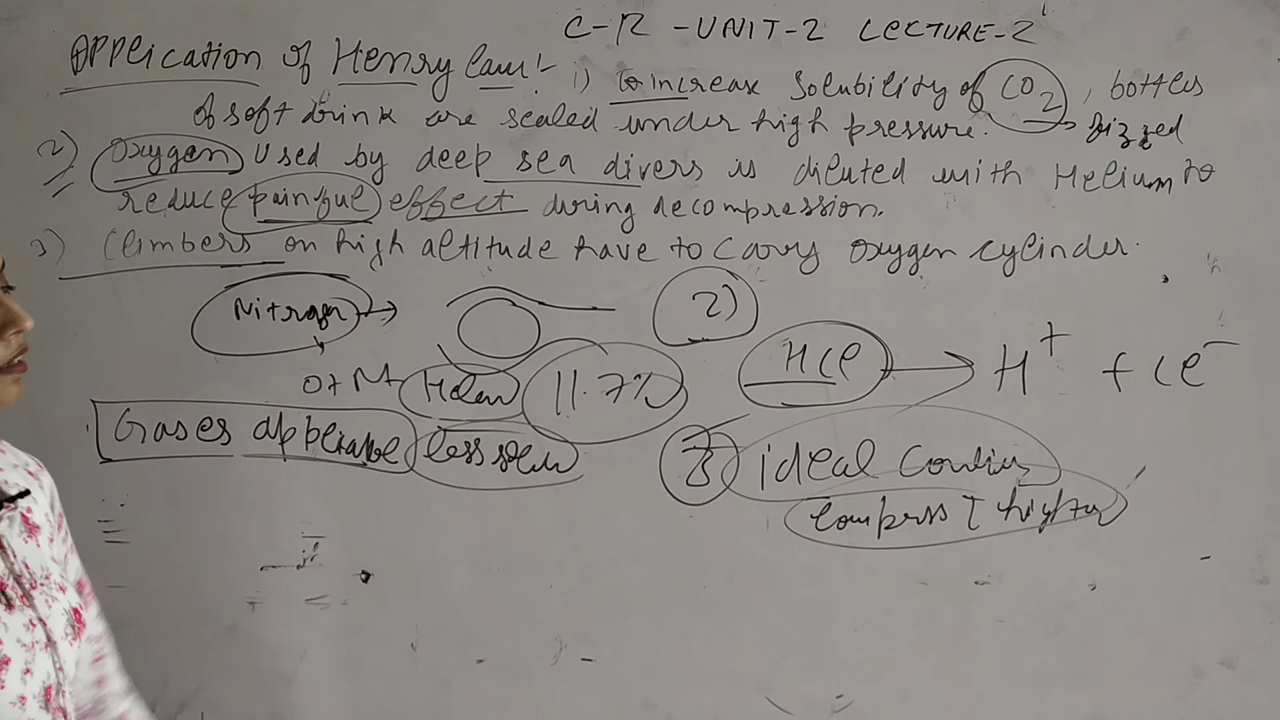 C-R - UNIT-2 LECTURE-2
Application of Henry law:- i) to increase solubility of CO2, bottles
of soft drink are sealed under high pressure. → fizzed
2) Oxygen used by deep sea divers is diluted with Helium to
reduce painful effect during decompression.
3) Climbers on high altitude have to carry oxygen cylinder.
Nitrogen →
2)
HCl → H+ + Cl-
11.7%
Gases
less
3 ideal